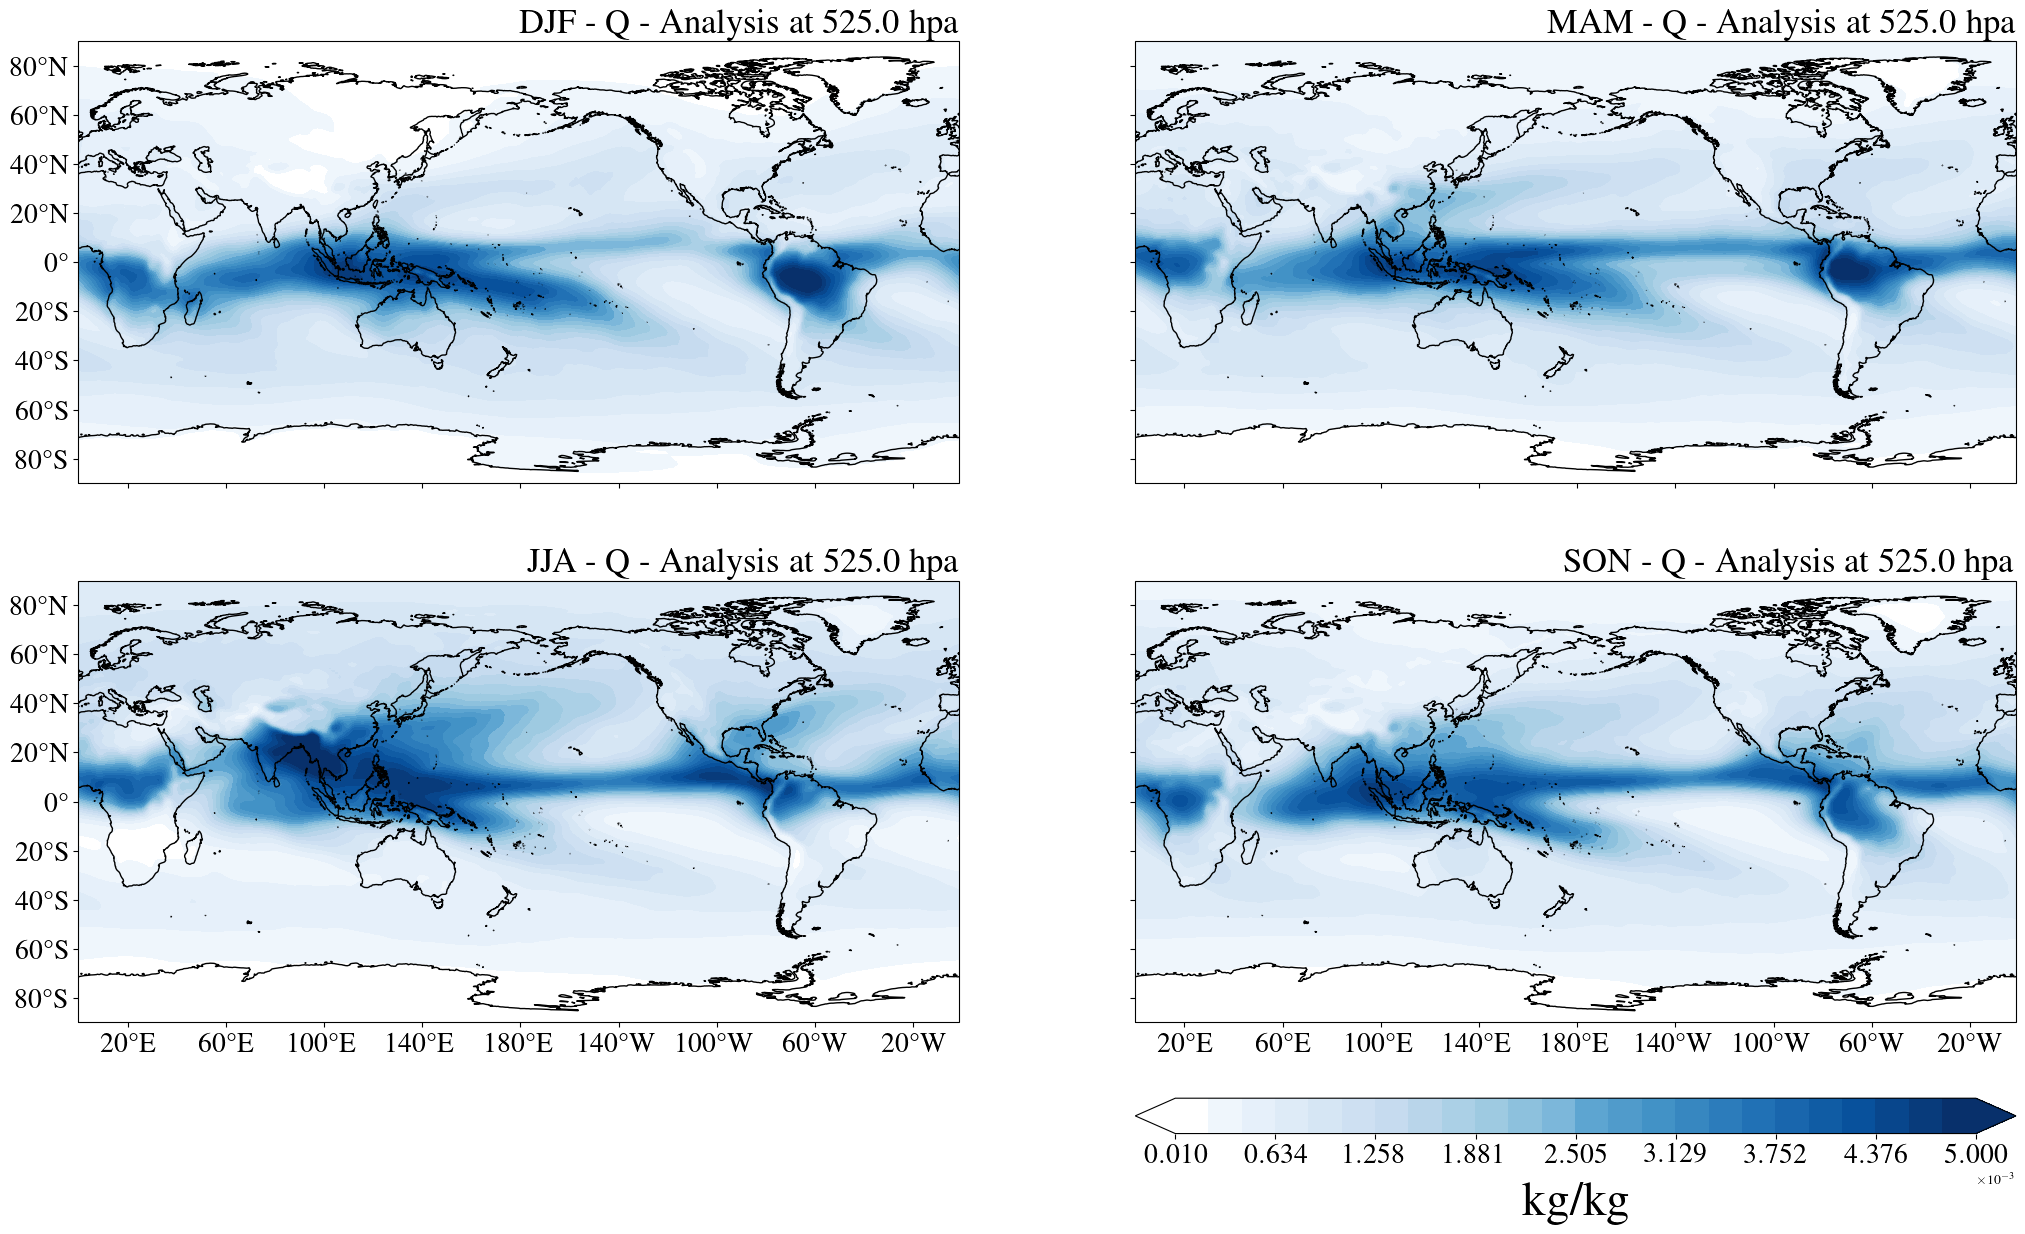 DJF - Q - Analysis at 525.0 hpa
MAM - Q - Analysis at 525.0 hpa
80°N
60°N
40°N
20°N
0°
20°S
40°S
60°S
80°S
JJA - Q - Analysis at 525.0 hpa
SON - Q - Analysis at 525.0 hpa
80°N
60°N
40°N
20°N
0°
20°S
40°S
60°S
80°S
20°E 60°E 100°E 140°E 180°E 140°W 100°W 60°W 20°W
20°E 60°E 100°E 140°E 180°E 140°W 100°W 60°W 20°W
0.010 0.634 1.258 1.881 2.505 3.129 3.752 4.376 5.000
×10⁻³
kg/kg